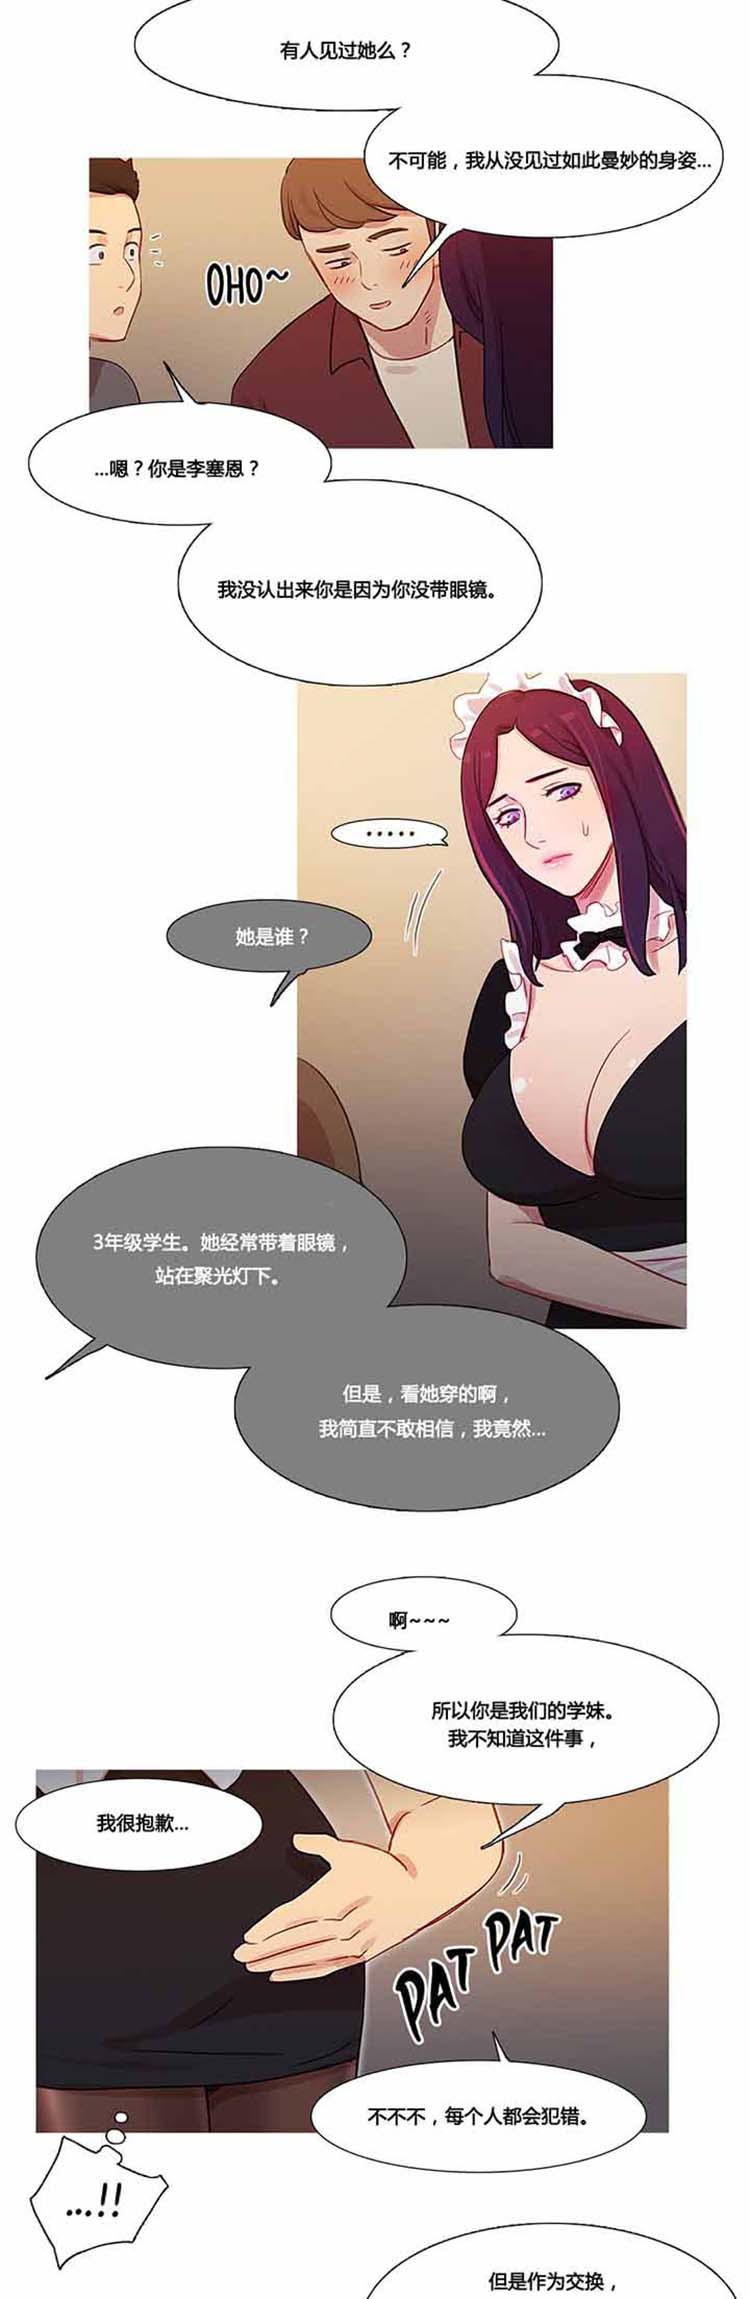 有人见过她么？
不可能，我从没见过如此曼妙的身姿...
OHO~
...嗯？你是李塞恩？
我没认出来你是因为你没带眼镜。
.....
她是谁？
3年级学生。她经常带着眼镜，
站在聚光灯下。
但是，看她穿的啊，
我简直不敢相信，我竟然...
啊~~~
所以你是我们的学妹。
我不知道这件事，
我很抱歉...
PAT PAT
不不不，每个人都会犯错。
...!!
但是作为交换，